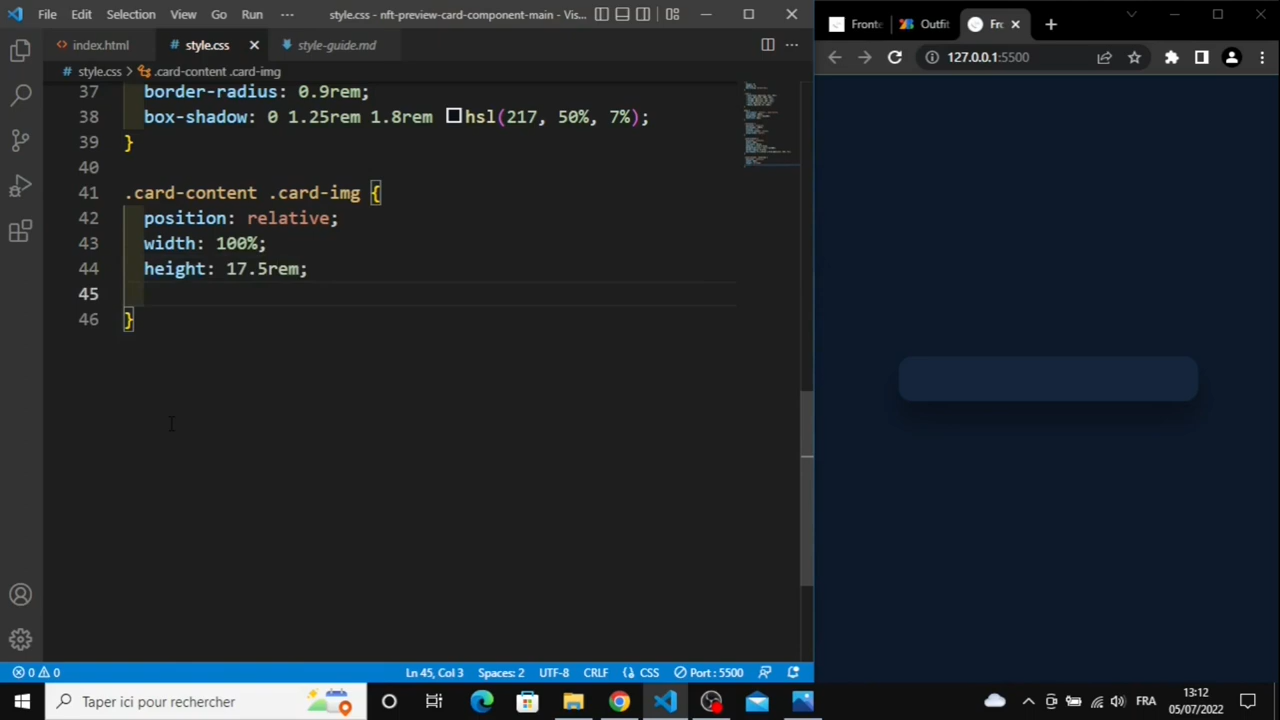 File Edit Selection View Go Run ··· style.css - nft-preview-card-component-main - Vis...
index.html # style.css style-guide.md ···
# style.css > .card-content .card-img
37 border-radius: 0.9rem;
38 box-shadow: 0 1.25rem 1.8rem hsl(217, 50%, 7%);
39 }
40
41 .card-content .card-img {
42 position: relative;
43 width: 100%;
44 height: 17.5rem;
45
46 }
0 0 Ln 45, Col 3 Spaces: 2 UTF-8 CRLF {} CSS Port : 5500
Fronte Outfit Fro
127.0.0.1:5500
Taper ici pour rechercher FRA 13:12
05/07/2022